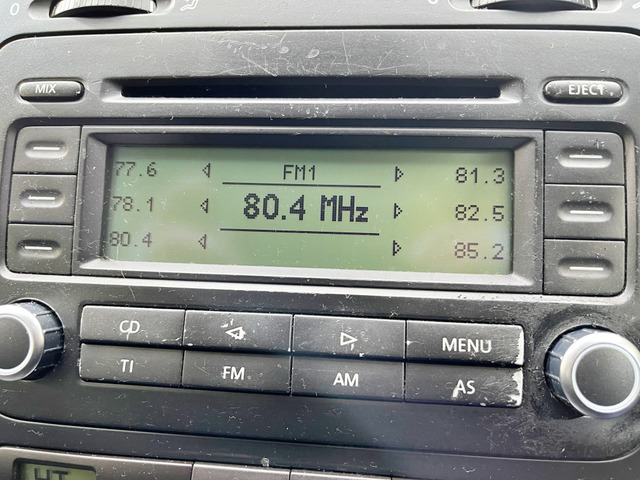 0
MIX
EJECT
77.6
FM1
81.3
78.1
80.4 MHz
82.5
80.4
85.2
CD
MENU
TI
FM
AM
AS